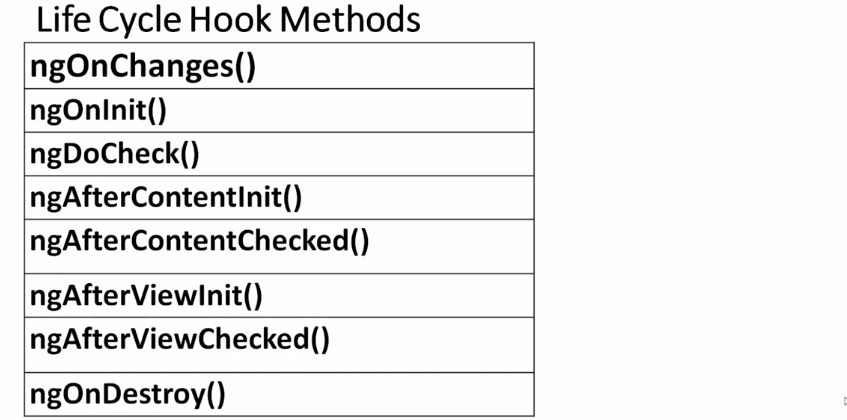 Life Cycle Hook Methods
ngOnChanges()
ngOnInit()
ngDoCheck()
ngAfterContentInit()
ngAfterContentChecked()
ngAfterViewInit()
ngAfterViewChecked()
ngOnDestroy()